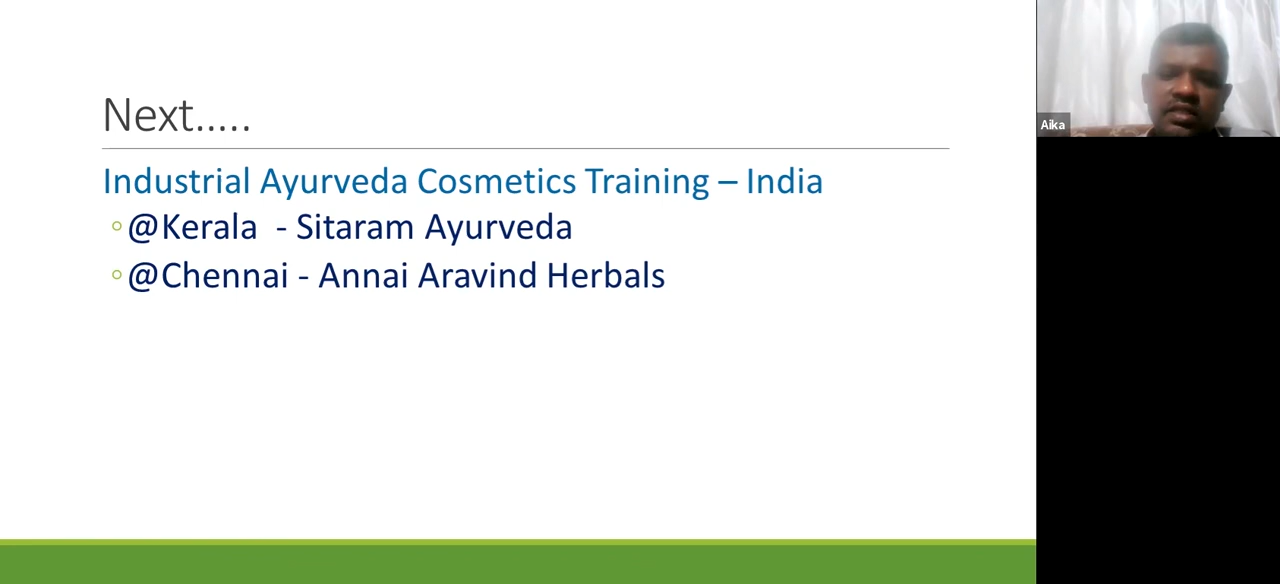 Next.....
Industrial Ayurveda Cosmetics Training – India
◦@Kerala  - Sitaram Ayurveda
◦@Chennai - Annai Aravind Herbals
Aika